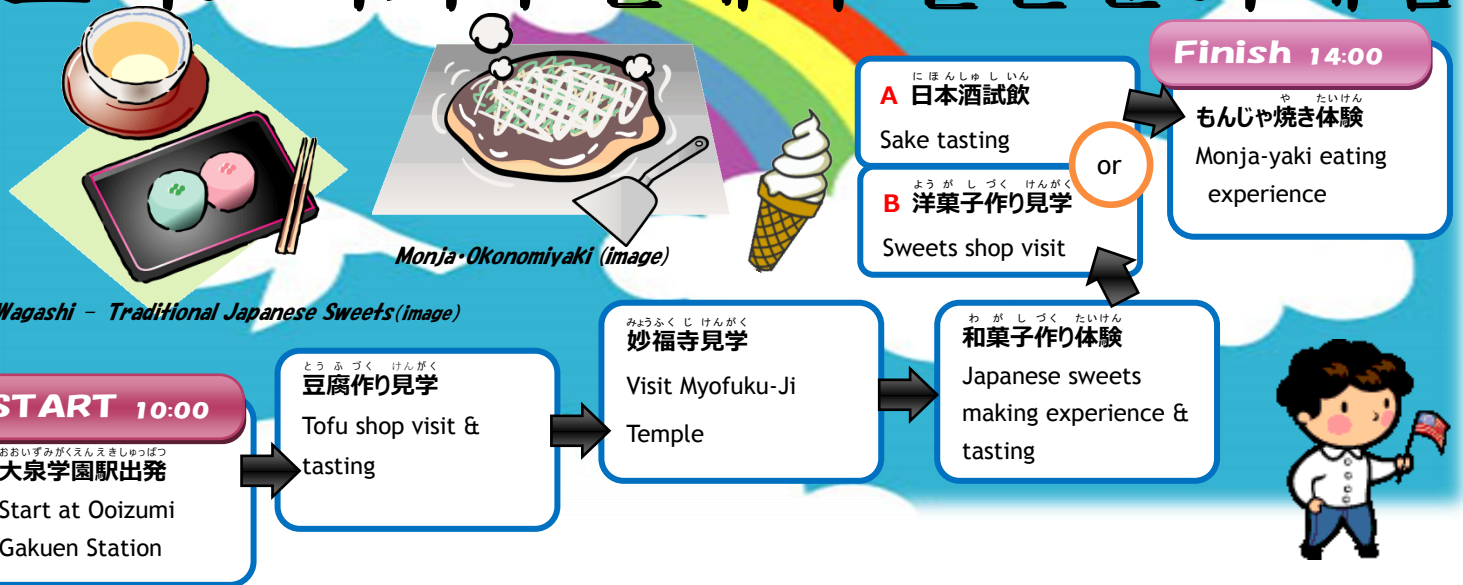 Wagashi – Traditional Japanese Sweets(image)
Monja・Okonomiyaki (image)
START 10:00
おおいずみがくえんえきしゅっぱつ
大泉学園駅出発
Start at Ooizumi
Gakuen Station
とうふづく けんがく
豆腐作り見学
Tofu shop visit &
tasting
みょうふくじけんがく
妙福寺見学
Visit Myofuku-Ji
Temple
わがしづく たいけん
和菓子作り体験
Japanese sweets
making experience &
tasting
にほんしゅしいん
A 日本酒試飲
Sake tasting
or
ようがしづく けんがく
B 洋菓子作り見学
Sweets shop visit
Finish 14:00
や たいけん
もんじゃ焼き体験
Monja-yaki eating
experience